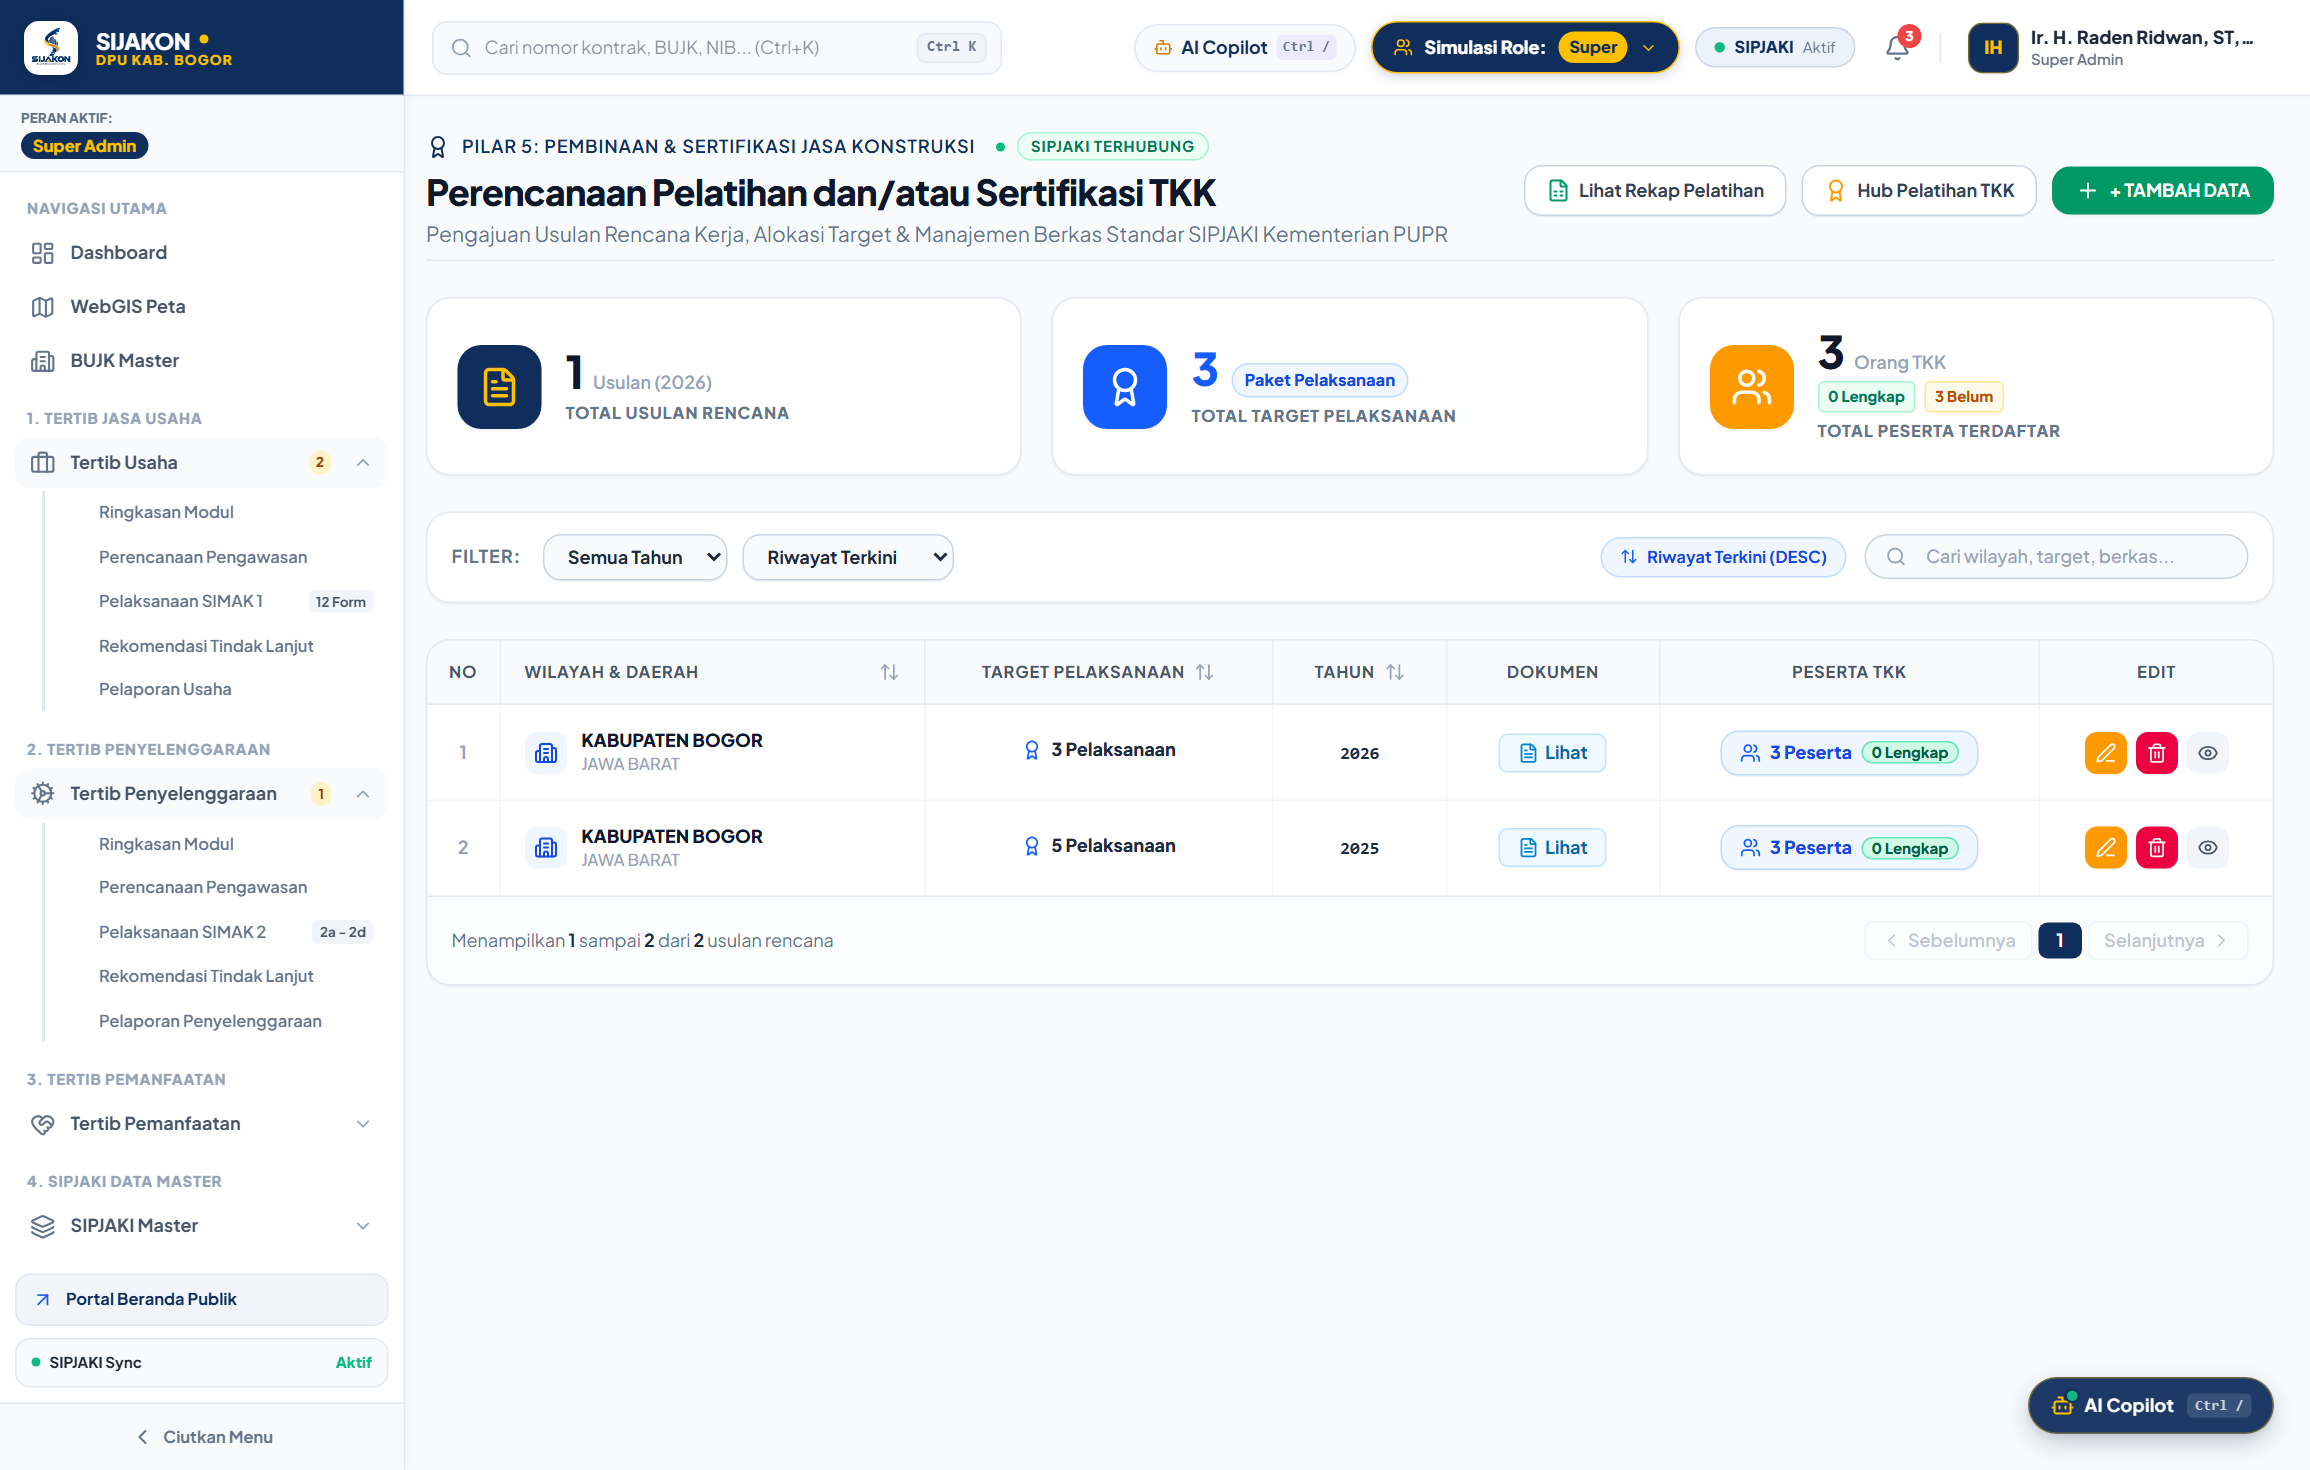 SIJAKON
DPU KAB. BOGOR
SIJAKON
Cari nomor kontrak, BUJK, NIB... (Ctrl+K)
Ctrl K
AI Copilot Ctrl /
Simulasi Role: Super
SIPJAKI Aktif
3
IH
Ir. H. Raden Ridwan, ST,...
Super Admin
PERAN AKTIF:
Super Admin
NAVIGASI UTAMA
Dashboard
WebGIS Peta
BUJK Master
1. TERTIB JASA USAHA
Tertib Usaha 2
Ringkasan Modul
Perencanaan Pengawasan
Pelaksanaan SIMAK 1 12 Form
Rekomendasi Tindak Lanjut
Pelaporan Usaha
2. TERTIB PENYELENGGARAAN
Tertib Penyelenggaraan 1
Ringkasan Modul
Perencanaan Pengawasan
Pelaksanaan SIMAK 2 2a - 2d
Rekomendasi Tindak Lanjut
Pelaporan Penyelenggaraan
3. TERTIB PEMANFAATAN
Tertib Pemanfaatan
4. SIPJAKI DATA MASTER
SIPJAKI Master
Portal Beranda Publik
SIPJAKI Sync Aktif
Ciutkan Menu
PILAR 5: PEMBINAAN & SERTIFIKASI JASA KONSTRUKSI SIPJAKI TERHUBUNG
Perencanaan Pelatihan dan/atau Sertifikasi TKK
Pengajuan Usulan Rencana Kerja, Alokasi Target & Manajemen Berkas Standar SIPJAKI Kementerian PUPR
Lihat Rekap Pelatihan
Hub Pelatihan TKK
+ TAMBAH DATA
1 Usulan (2026)
TOTAL USULAN RENCANA
3 Paket Pelaksanaan
TOTAL TARGET PELAKSANAAN
3 Orang TKK
0 Lengkap 3 Belum
TOTAL PESERTA TERDAFTAR
FILTER: Semua Tahun Riwayat Terkini
Riwayat Terkini (DESC)
Cari wilayah, target, berkas...
NO WILAYAH & DAERAH TARGET PELAKSANAAN TAHUN DOKUMEN PESERTA TKK EDIT
1 KABUPATEN BOGOR 3 Pelaksanaan 2026 Lihat 3 Peserta 0 Lengkap
JAWA BARAT
2 KABUPATEN BOGOR 5 Pelaksanaan 2025 Lihat 3 Peserta 0 Lengkap
JAWA BARAT
Menampilkan 1 sampai 2 dari 2 usulan rencana
Sebelumnya 1 Selanjutnya
AI Copilot Ctrl /